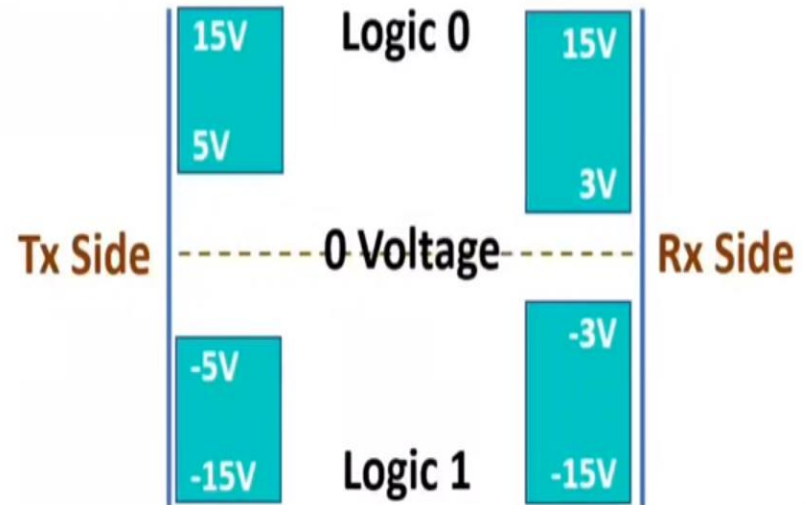 15V
Logic 0
15V
5V
3V
Tx Side
0 Voltage
Rx Side
-3V
-5V
-15V
Logic 1
-15V